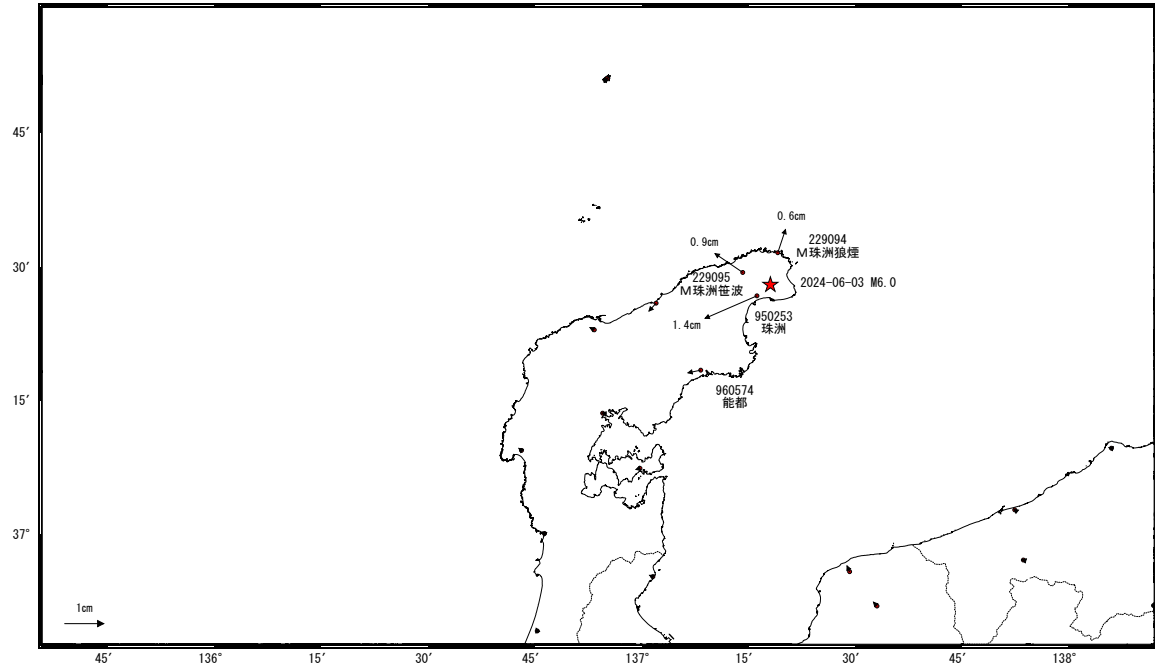 45′
0.6cm
229094
M珠洲狼煙
0.9cm
30′
229095
M珠洲笹波
2024-06-03 M6.0
950253
珠洲
1.4cm
15′
960574
能都
37°
1cm
45′ 136° 15′ 30′ 45′ 137° 15′ 30′ 45′ 138°